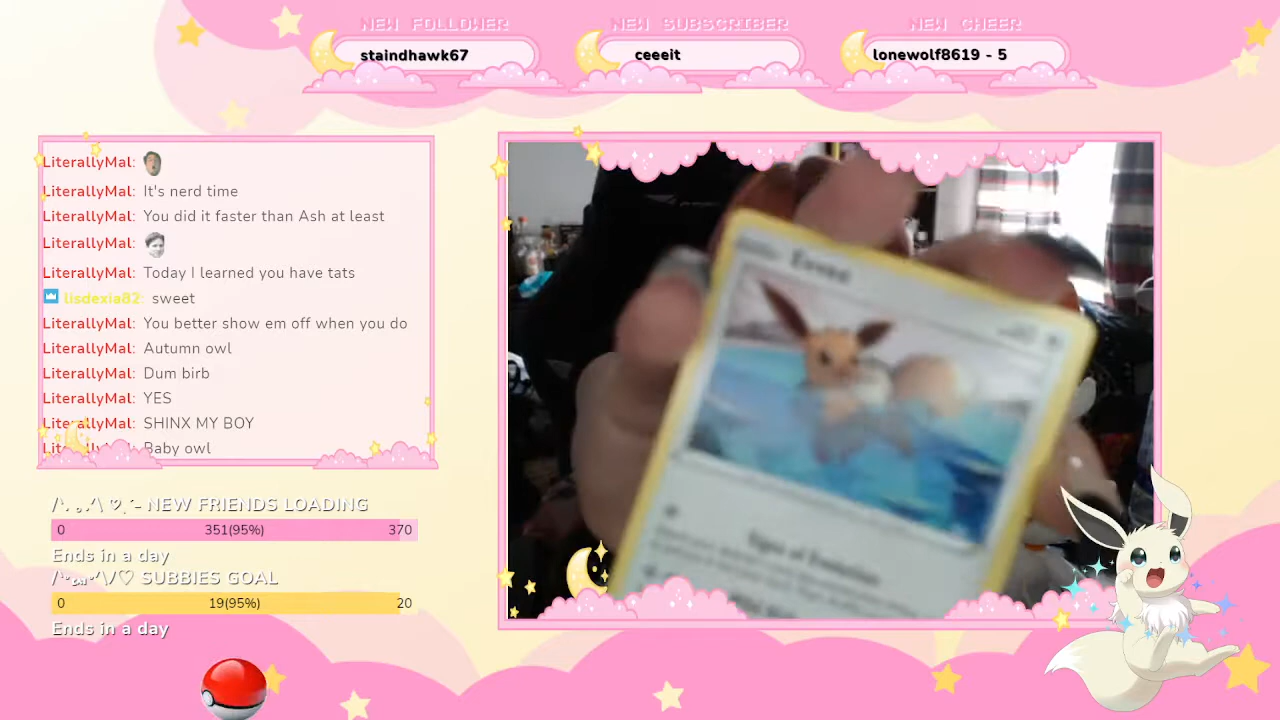 NEW FOLLOWER
staindhawk67
NEW SUBSCRIBER
ceeeit
NEW CHEER
lonewolf8619 - 5
LiterallyMal:
LiterallyMal: It's nerd time
LiterallyMal: You did it faster than Ash at least
LiterallyMal:
LiterallyMal: Today I learned you have tats
lisdexia82: sweet
LiterallyMal: You better show em off when you do
LiterallyMal: Autumn owl
LiterallyMal: Dum birb
LiterallyMal: YES
LiterallyMal: SHINX MY BOY
Baby owl
NEW FRIENDS LOADING
0 351(95%) 370
Ends in a day
SUBBIES GOAL
0 19(95%) 20
Ends in a day
Eevee
Signs of Evolution